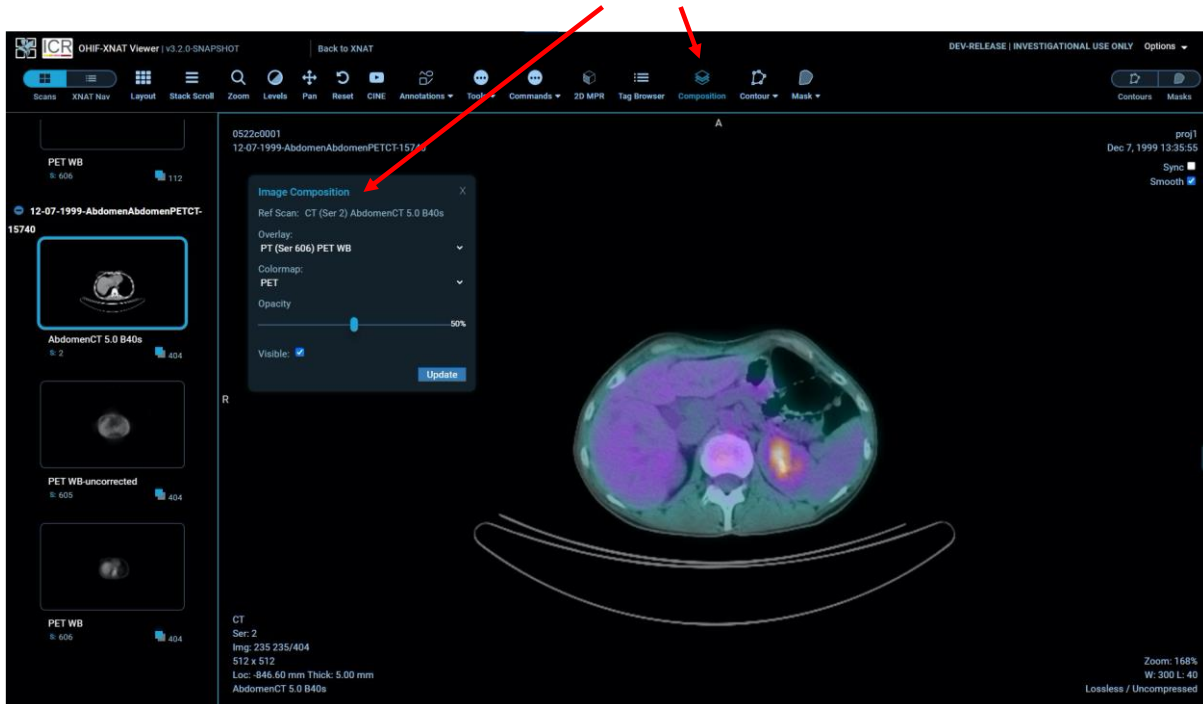 ICR OHIF-XNAT Viewer | v3.2.0-SNAPSHOT Back to XNAT DEV-RELEASE | INVESTIGATIONAL USE ONLY Options
Scans XNAT Nav Layout Stack Scroll Zoom Levels Pan Reset CINE Annotations Tools Commands 2D MPR Tag Browser Composition Contour Mask Contours Masks
PET WB
S: 606 112
12-07-1999-AbdomenAbdomenPETCT-
15740
AbdomenCT 5.0 B40s
S: 2 404
PET WB-uncorrected
S: 605 404
PET WB
S: 606 404
0522c0001
12-07-1999-AbdomenAbdomenPETCT-15740
A
proj1
Dec 7, 1999 13:35:55
Sync
Smooth
Image Composition X
Ref Scan: CT (Ser 2) AbdomenCT 5.0 B40s
Overlay:
PT (Ser 606) PET WB
Colormap:
PET
Opacity
50%
Visible:
Update
R
CT
Ser: 2
Img: 235 235/404
512 x 512
Loc: -846.60 mm Thick: 5.00 mm
AbdomenCT 5.0 B40s
Zoom: 168%
W: 300 L: 40
Lossless / Uncompressed